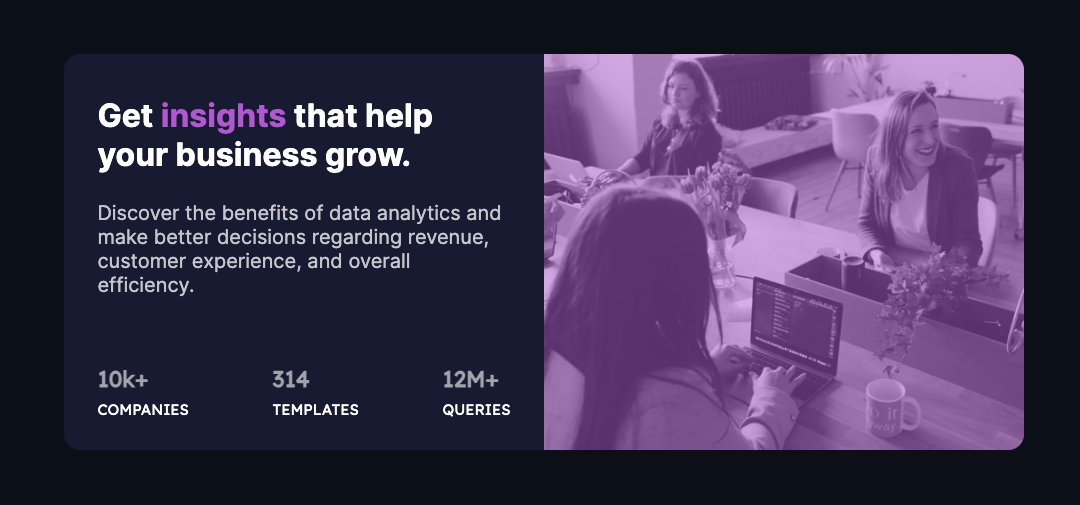 Get insights that help
your business grow.
Discover the benefits of data analytics and
make better decisions regarding revenue,
customer experience, and overall
efficiency.
10k+ 314 12M+
COMPANIES TEMPLATES QUERIES